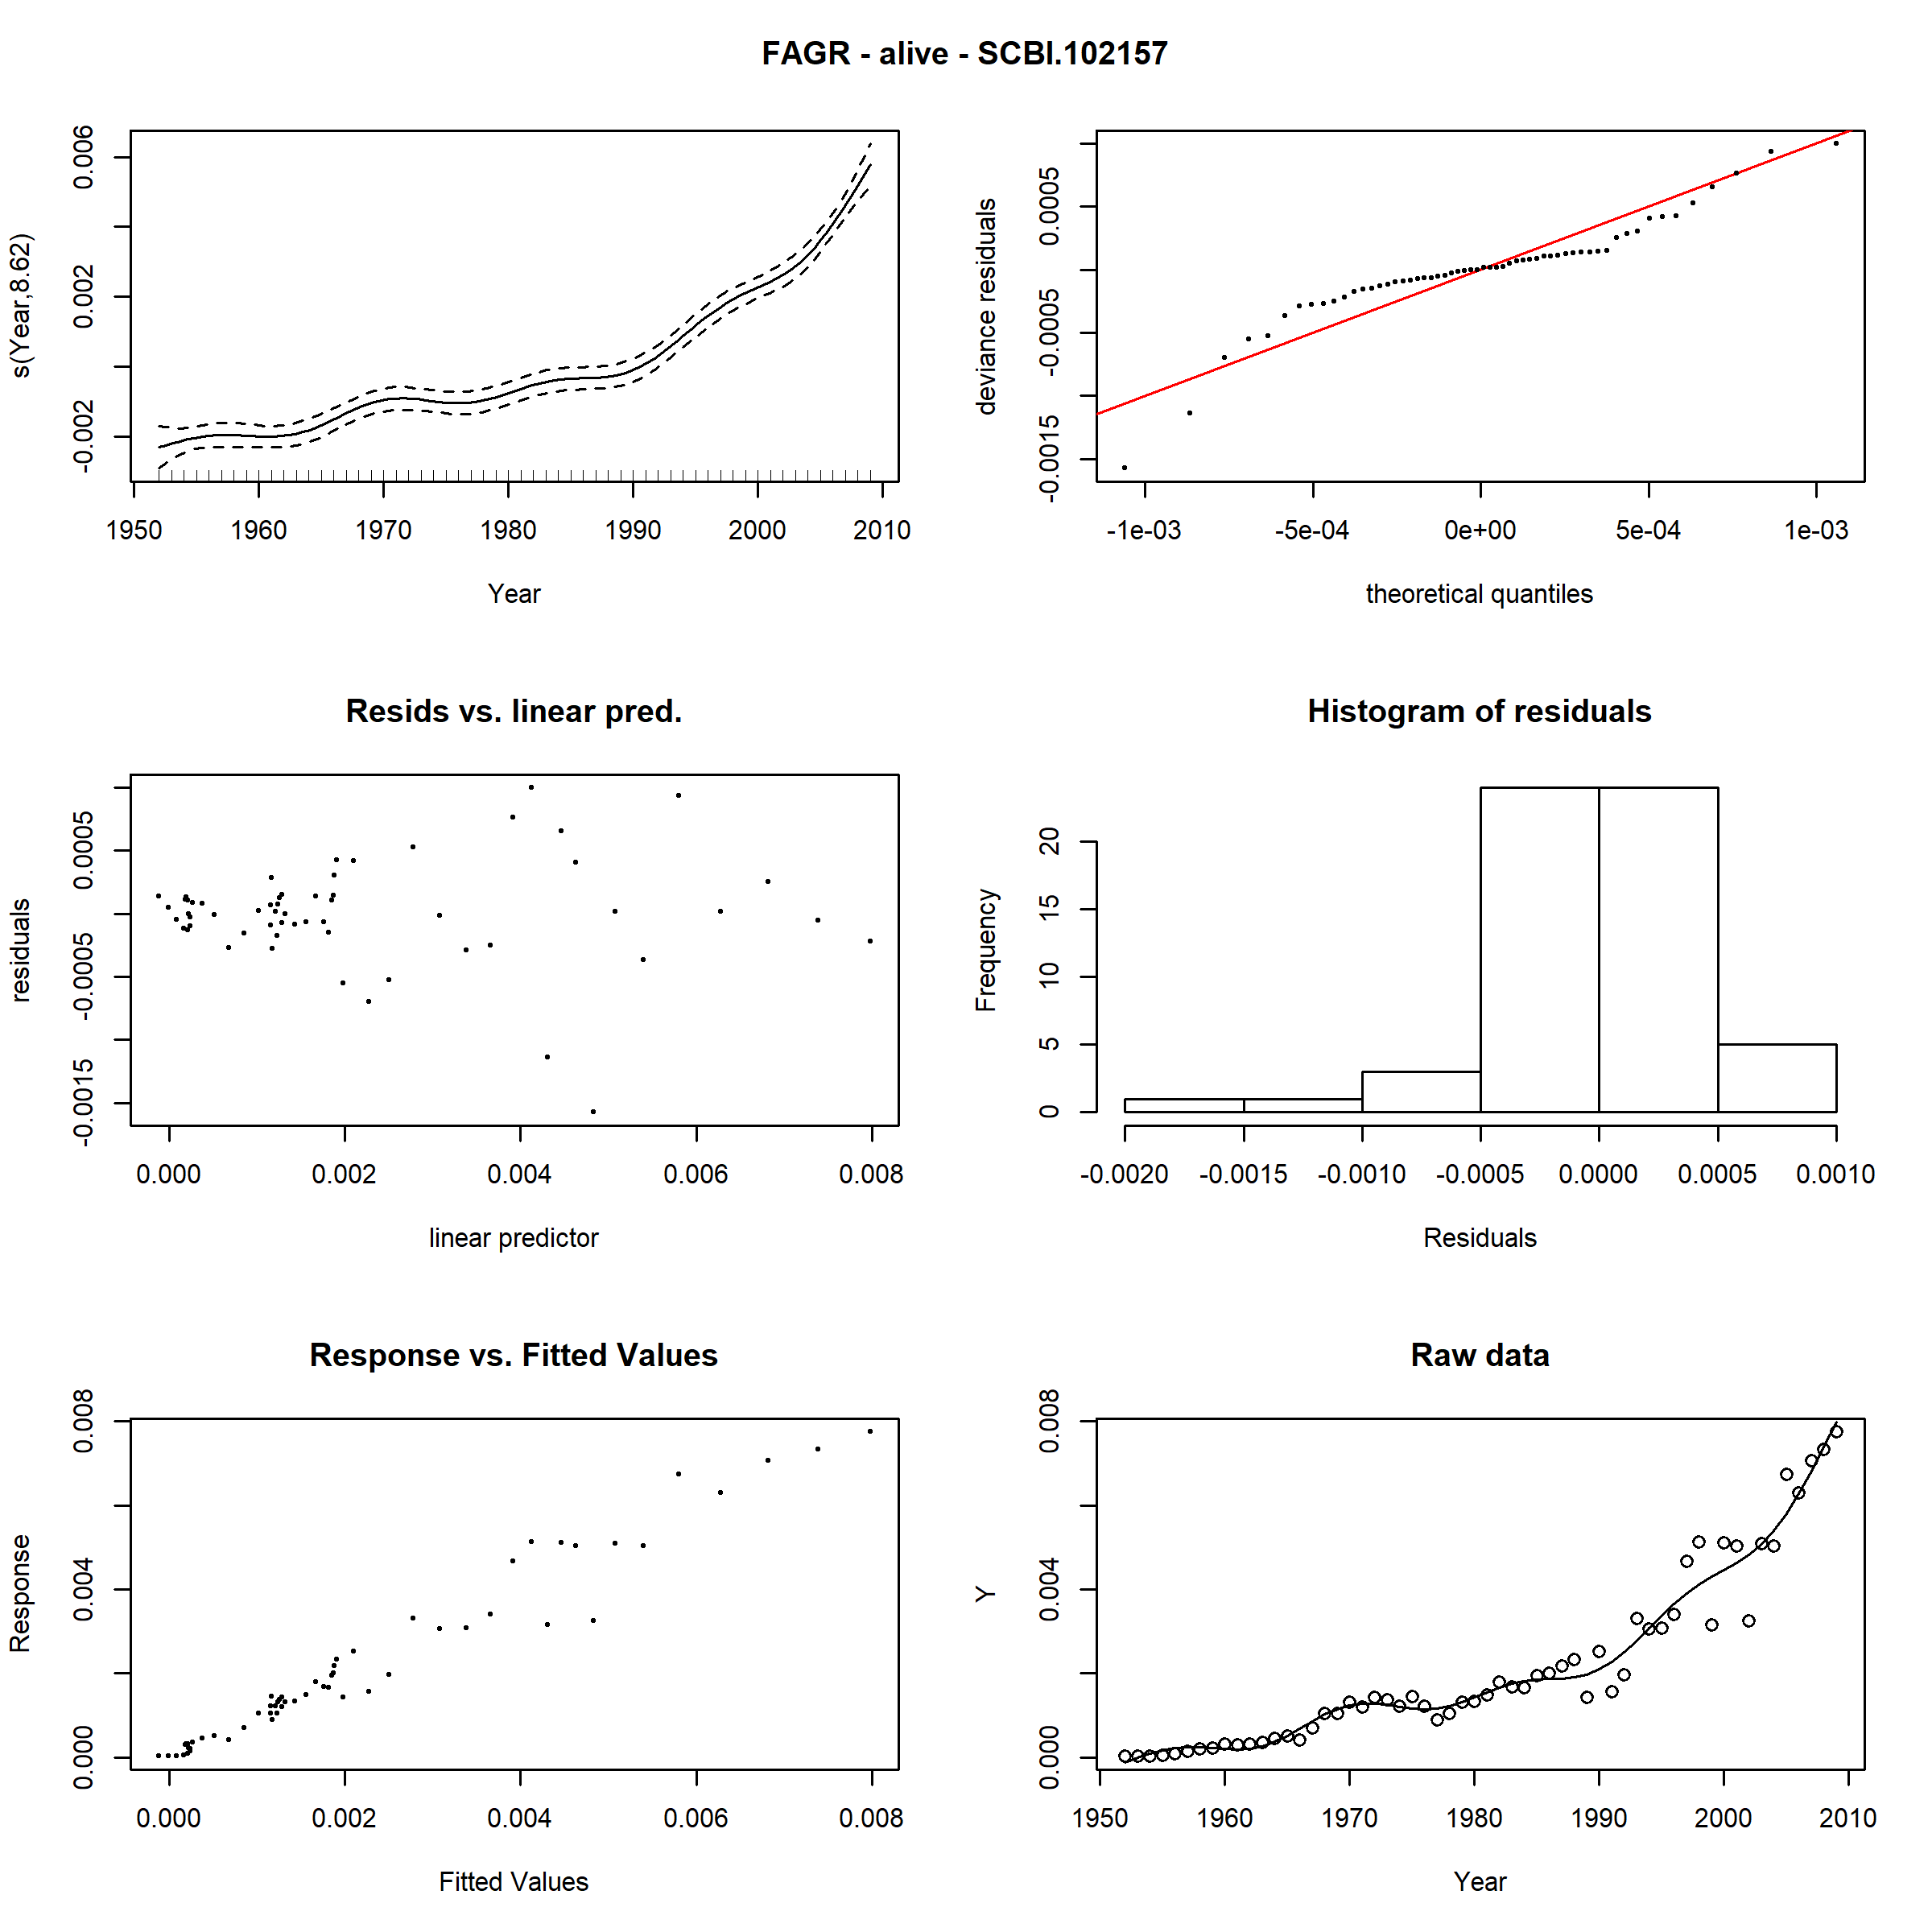 FAGR - alive - SCBI.102157
s(Year,8.62)
-0.002 0.002 0.006
1950 1960 1970 1980 1990 2000 2010
Year
deviance residuals
-0.0015 -0.0005 0.0005
-1e-03 -5e-04 0e+00 5e-04 1e-03
theoretical quantiles
Resids vs. linear pred.
residuals
-0.0015 -0.0005 0.0005
0.000 0.002 0.004 0.006 0.008
linear predictor
Histogram of residuals
Frequency
0 5 10 15 20
-0.0020 -0.0015 -0.0010 -0.0005 0.0000 0.0005 0.0010
Residuals
Response vs. Fitted Values
Response
0.000 0.004 0.008
0.000 0.002 0.004 0.006 0.008
Fitted Values
Raw data
Y
0.000 0.004 0.008
1950 1960 1970 1980 1990 2000 2010
Year